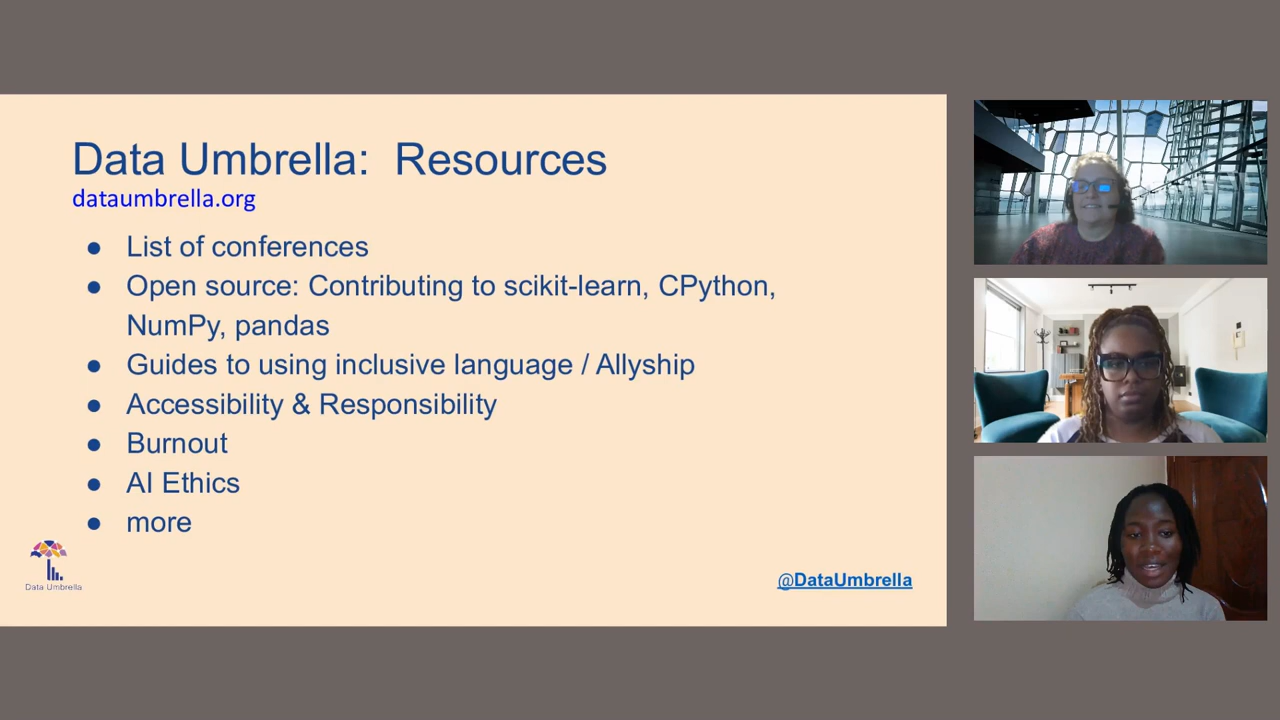 Data Umbrella: Resources
dataumbrella.org
● List of conferences
● Open source: Contributing to scikit-learn, CPython,
NumPy, pandas
● Guides to using inclusive language / Allyship
● Accessibility & Responsibility
● Burnout
● AI Ethics
● more
Data Umbrella
@DataUmbrella